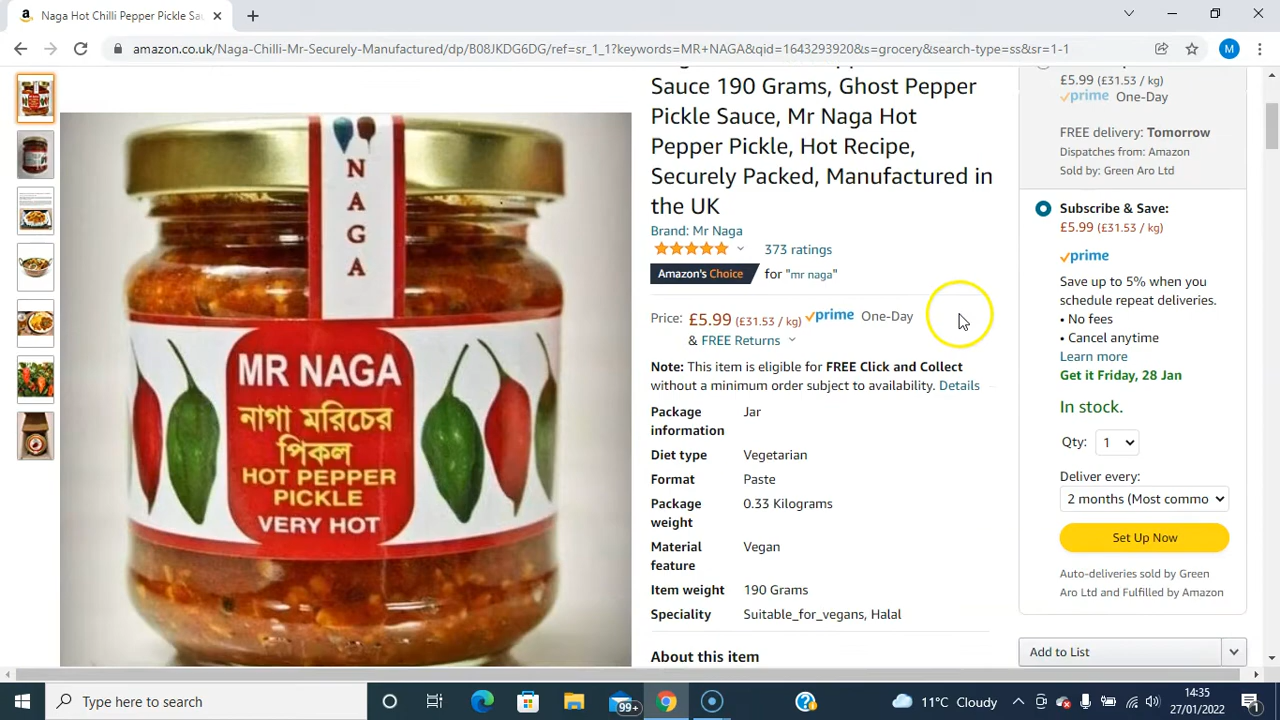 Naga Hot Chilli Pepper Pickle Sau
amazon.co.uk/Naga-Chilli-Mr-Securely-Manufactured/dp/B08JKDG6DG/ref=sr_1_1?keywords=MR+NAGA&qid=1643293920&s=grocery&search-type=ss&sr=1-1
M
NAGA
MR NAGA
নাগা মরিচের
পিকল
HOT PEPPER
PICKLE
VERY HOT
Sauce 190 Grams, Ghost Pepper
Pickle Sauce, Mr Naga Hot
Pepper Pickle, Hot Recipe,
Securely Packed, Manufactured in
the UK
Brand: Mr Naga
373 ratings
Amazon's Choice for "mr naga"
Price: £5.99 (£31.53 / kg) prime One-Day
& FREE Returns
Note: This item is eligible for FREE Click and Collect
without a minimum order subject to availability. Details
Package Jar
information
Diet type Vegetarian
Format Paste
Package 0.33 Kilograms
weight
Material Vegan
feature
Item weight 190 Grams
Speciality Suitable_for_vegans, Halal
About this item
£5.99 (£31.53 / kg)
prime One-Day
FREE delivery: Tomorrow
Dispatches from: Amazon
Sold by: Green Aro Ltd
Subscribe & Save:
£5.99 (£31.53 / kg)
prime
Save up to 5% when you
schedule repeat deliveries.
• No fees
• Cancel anytime
Learn more
Get it Friday, 28 Jan
In stock.
Qty: 1
Deliver every:
2 months (Most commo
Set Up Now
Auto-deliveries sold by Green
Aro Ltd and Fulfilled by Amazon
Add to List
Type here to search
99+
11°C Cloudy
14:35
27/01/2022
1